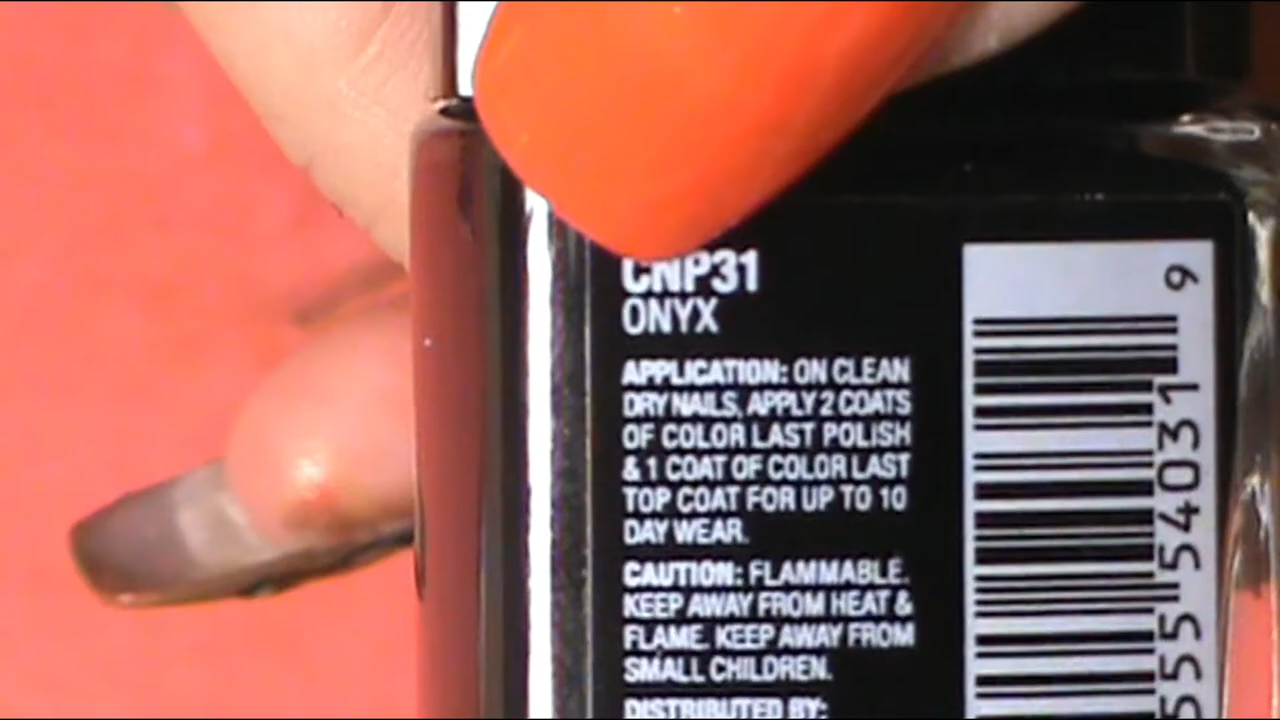 CNP31
ONYX
APPLICATION: ON CLEAN
DRY NAILS, APPLY 2 COATS
OF COLOR LAST POLISH
& 1 COAT OF COLOR LAST
TOP COAT FOR UP TO 10
DAY WEAR.
CAUTION: FLAMMABLE.
KEEP AWAY FROM HEAT &
FLAME. KEEP AWAY FROM
SMALL CHILDREN.
DISTRIBUTED BY:
555 54031 9